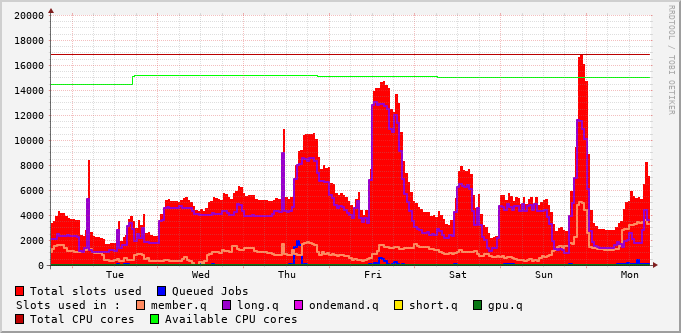 20000
18000
16000
14000
12000
10000
8000
6000
4000
2000
0
Tue Wed Thu Fri Sat Sun Mon
RRDTOOL / TOBI OETIKER
Total slots used Queued Jobs
Slots used in : member.q long.q ondemand.q short.q gpu.q
Total CPU cores Available CPU cores